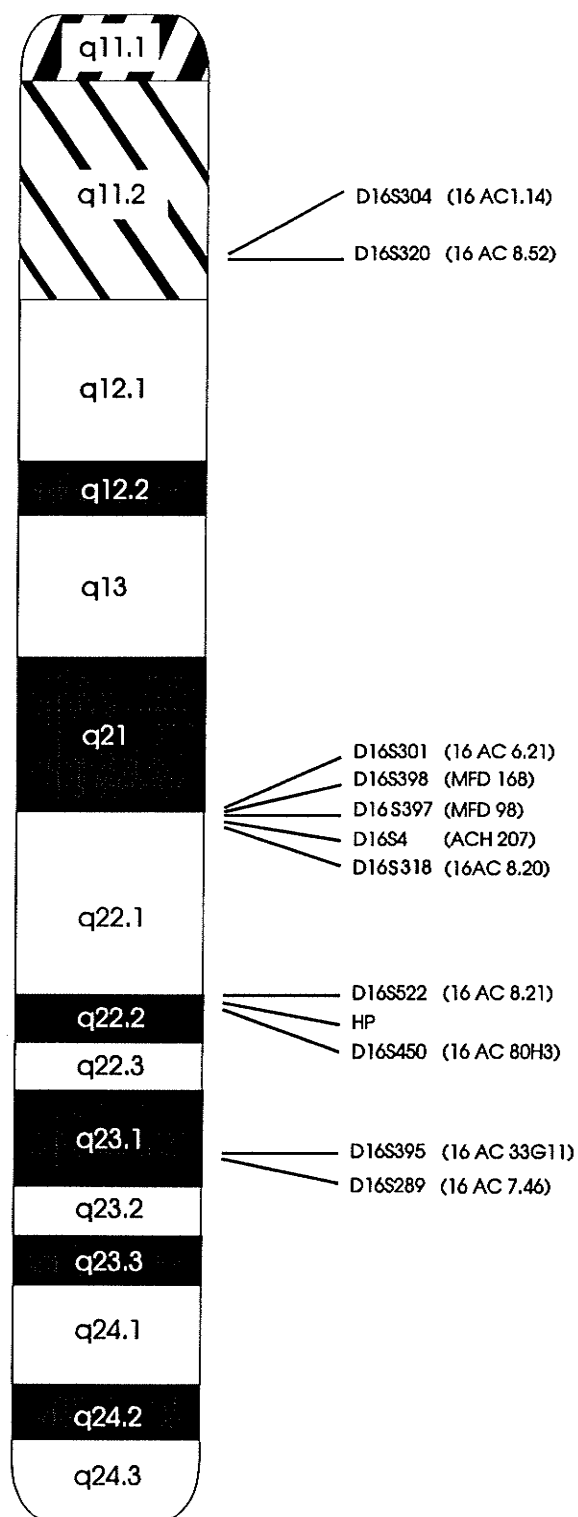 q11.1
q11.2
D16S304 (16 AC1.14)
D16S320 (16 AC 8.52)
q12.1
q12.2
q13
q21
D16S301 (16 AC 6.21)
D16S398 (MFD 168)
D16S397 (MFD 98)
D16S4 (ACH 207)
D16S318 (16AC 8.20)
q22.1
D16S522 (16 AC 8.21)
q22.2
HP
D16S450 (16 AC 80H3)
q22.3
q23.1
D16S395 (16 AC 33G11)
D16S289 (16 AC 7.46)
q23.2
q23.3
q24.1
q24.2
q24.3